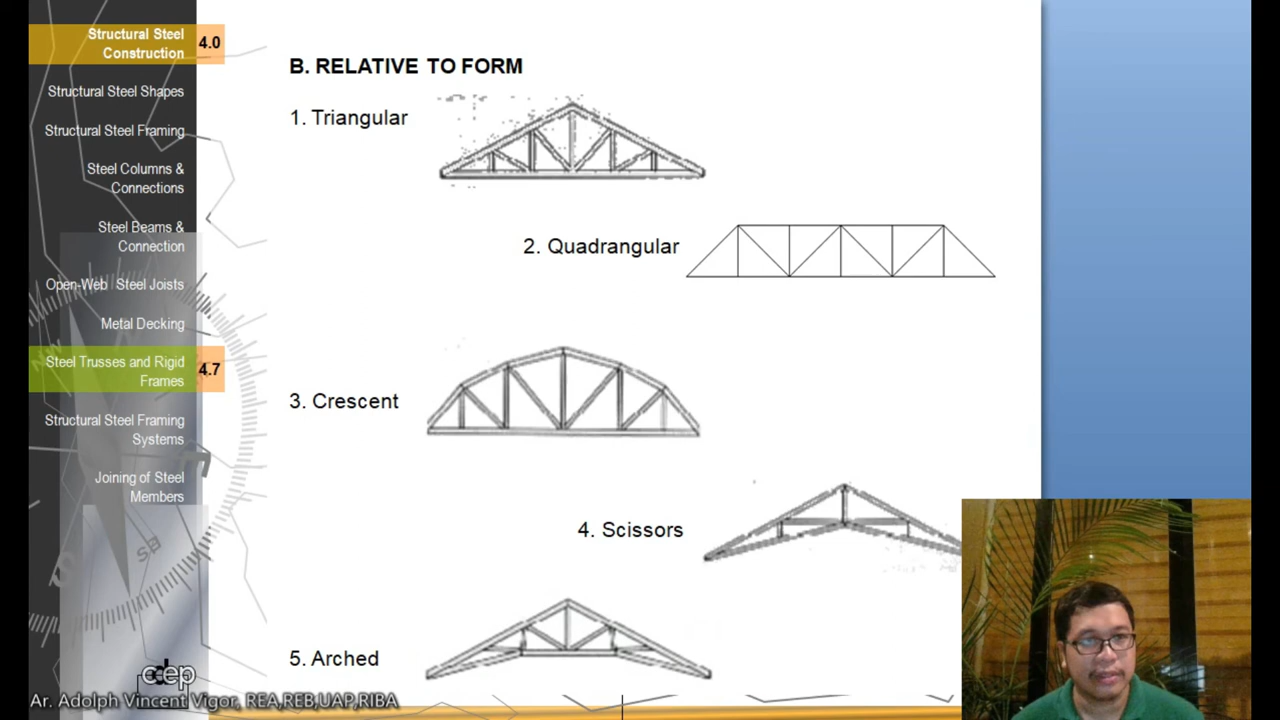 Structural Steel
Construction
4.0
Structural Steel Shapes
Structural Steel Framing
Steel Columns &
Connections
Steel Beams &
Connection
Open-Web Steel Joists
Metal Decking
Steel Trusses and Rigid
Frames
4.7
Structural Steel Framing
Systems
Joining of Steel
Members
B. RELATIVE TO FORM
1. Triangular
2. Quadrangular
3. Crescent
4. Scissors
5. Arched
Ar. Adolph Vincent Vigor, REA,REB,UAP,RIBA